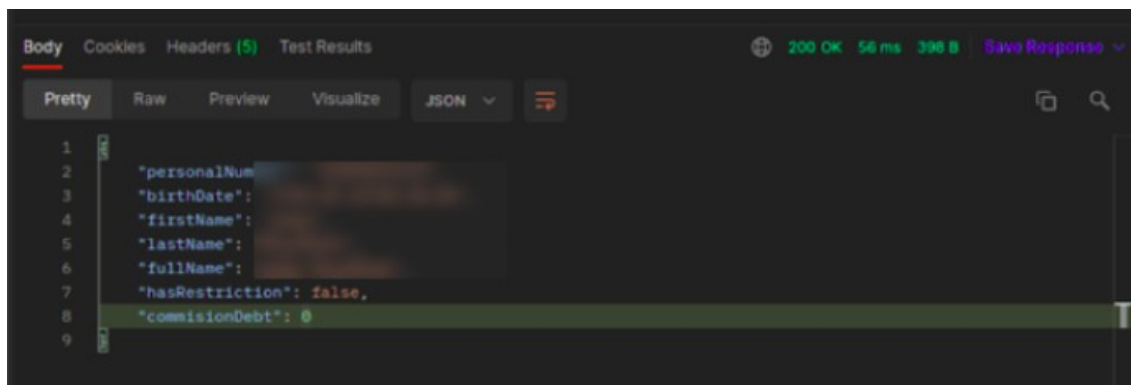 Body Cookies Headers (5) Test Results 200 OK 56 ms 398 B Save Response
Pretty Raw Preview Visualize JSON
1 {
2 "personalNum
3 "birthDate":
4 "firstName":
5 "lastName":
6 "fullName":
7 "hasRestriction": false,
8 "commisionDebt": 0
9 }
T